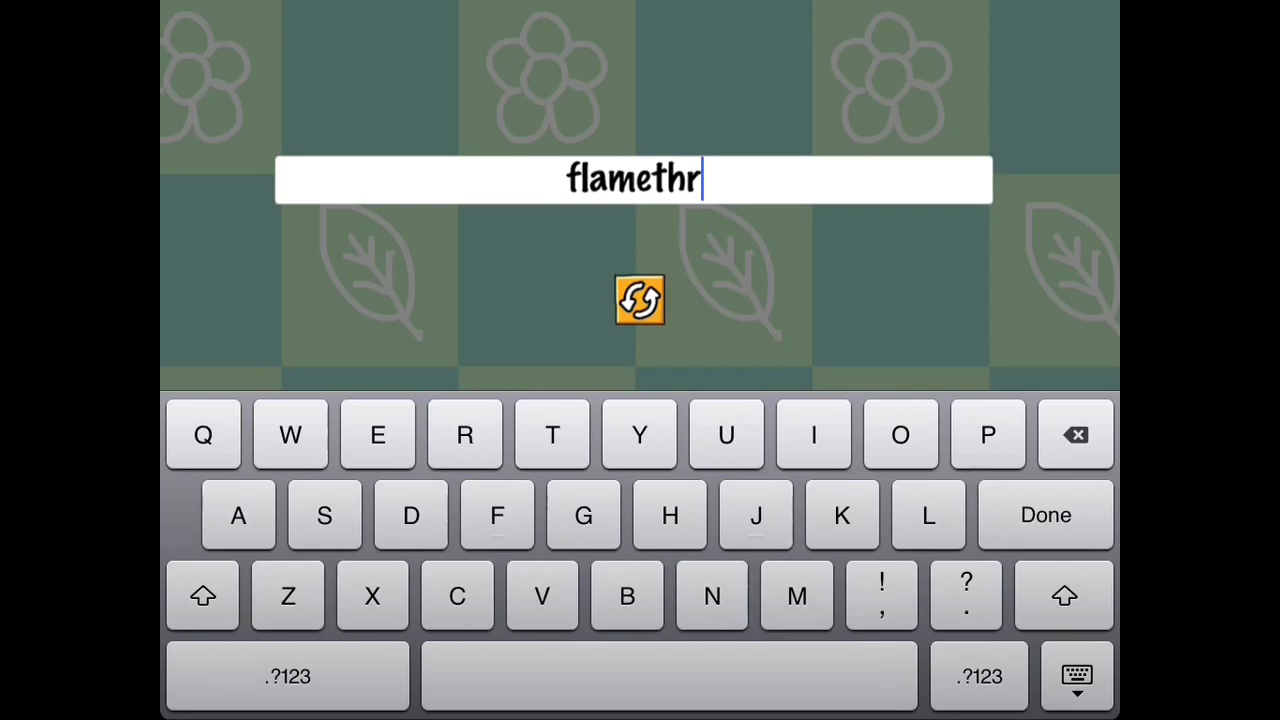 flamethr
Q W E R T Y U I O P
A S D F G H J K L Done
Z X C V B N M ! , ? .
.?123 .?123